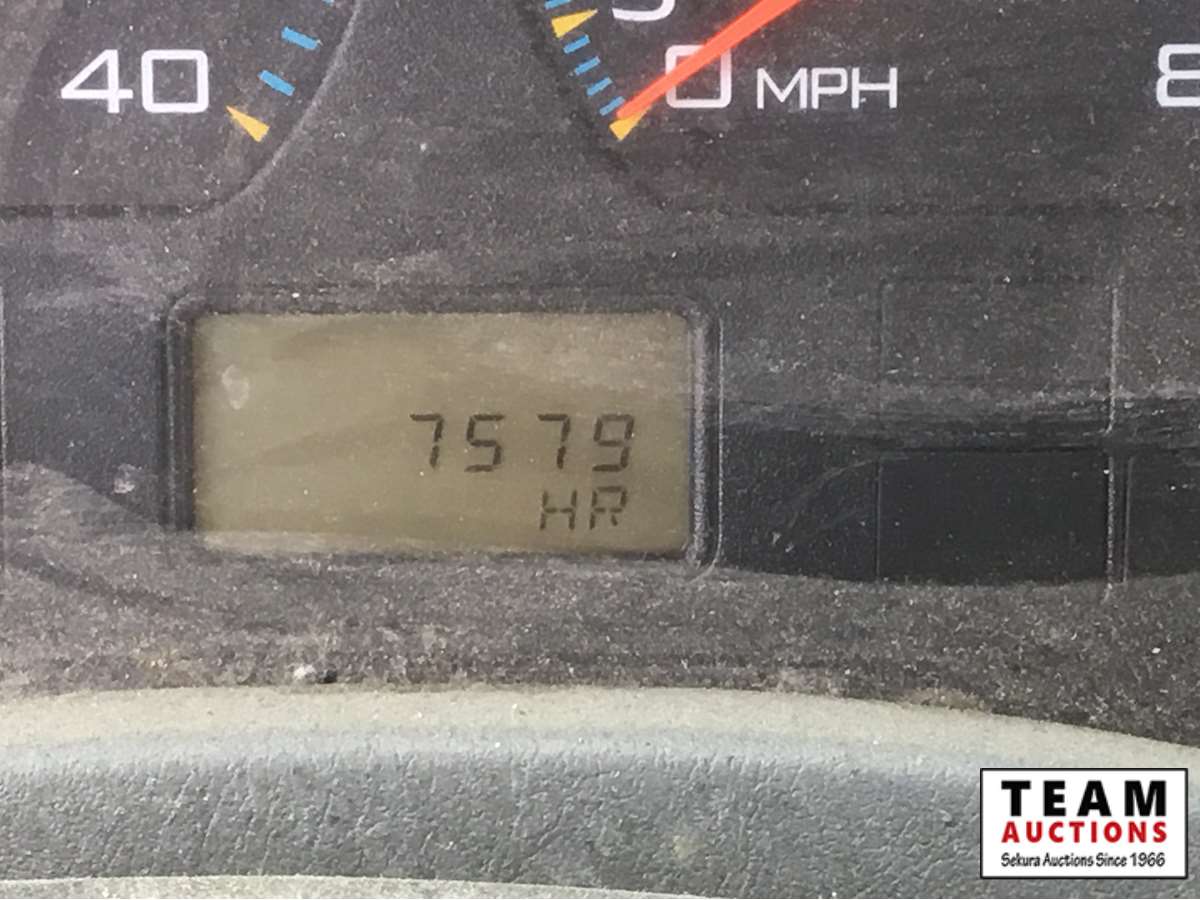 40
0 MPH
7579
HR
TEAM
AUCTIONS
Sekura Auctions Since 1966